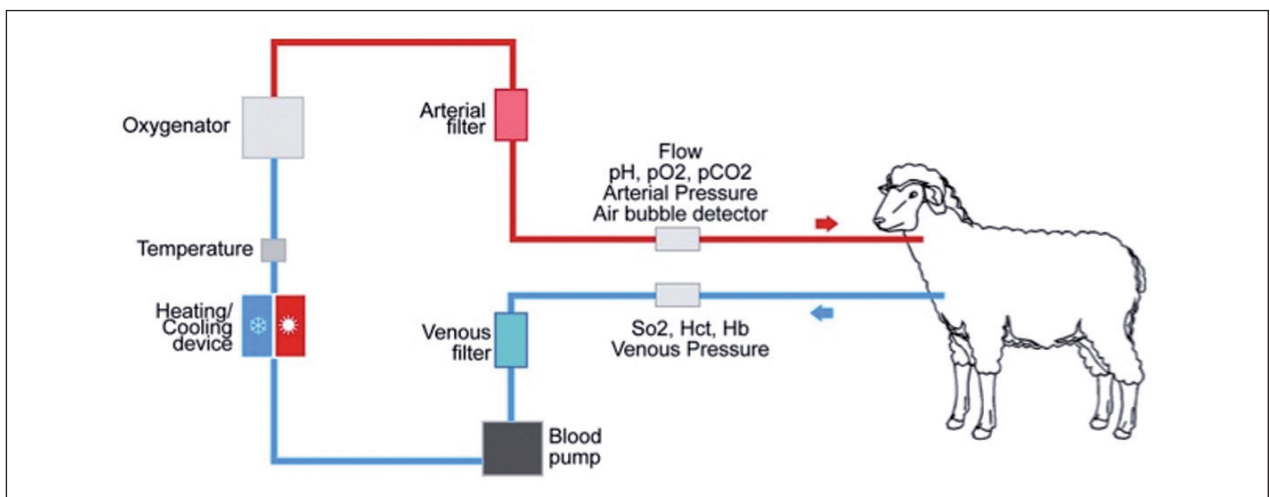 Oxygenator
Arterial
filter
Flow
pH, pO2, pCO2
Arterial Pressure
Air bubble detector
Temperature
Heating/
Cooling
device
Venous
filter
So2, Hct, Hb
Venous Pressure
Blood
pump